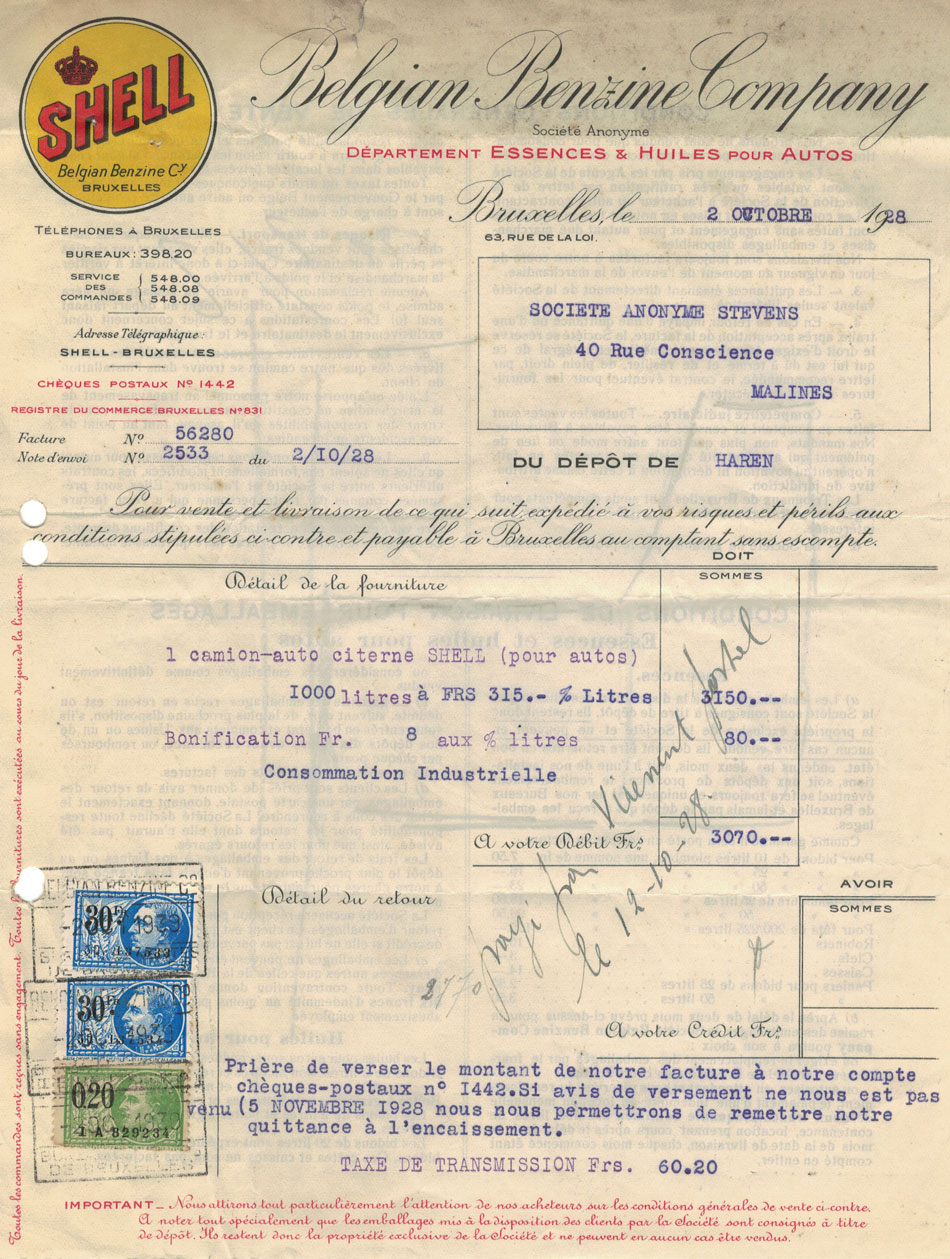 SHELL
Belgian Benzine Cy
BRUXELLES
Belgian Benzine Company
Société Anonyme
DÉPARTEMENT ESSENCES & HUILES POUR AUTOS
Bruxelles, le 2 OCTOBRE 1928
63, RUE DE LA LOI.
TÉLÉPHONES À BRUXELLES
BUREAUX: 398.20
SERVICE DES COMMANDES
548.00
548.08
548.09
Adresse Télégraphique
SHELL-BRUXELLES
CHÈQUES POSTAUX No 1442
REGISTRE DU COMMERCE: BRUXELLES No 831
SOCIETE ANONYME STEVENS
40 Rue Conscience
MALINES
Facture No 56280
Note d'envoi No 2533 du 2/10/28
DU DÉPÔT DE HAREN
Pour vente et livraison de ce qui suit, expédié à vos risques et périls aux
conditions stipulées ci-contre et payable à Bruxelles au comptant sans escompte.
DOIT
Détail de la fourniture
SOMMES
1 camion-auto citerne SHELL (pour autos)
1000 litres à FRS 315.- % Litres 3150.--
Bonification Fr. 8 aux % litres 80.--
Consommation Industrielle
A votre Débit Frs. 3070.--
par
le 12-10-28.
postal
Détail du retour
AVOIR
SOMMES
A votre Crédit Frs.
30
30
0.20
1 A 829234
DE BRUXELLES
Prière de verser le montant de notre facture à notre compte
chèques-postaux n° 1442.Si avis de versement ne nous est pas
venu (5 NOVEMBRE 1928 nous nous permettrons de remettre notre
quittance à l'encaissement.
TAXE DE TRANSMISSION Frs. 60.20
IMPORTANT_ Nous attirons tout particulièrement l'attention de nos acheteurs sur les conditions générales de vente ci-contre.
A noter tout spécialement que les emballages mis à la disposition des clients par la Société sont consignés à titre
de dépôt. Ils restent donc la propriété exclusive de la Société et ne peuvent en aucun cas être vendus.
Toutes les commandes sont reçues sans engagement. Toutes les fournitures sont exécutées au cours du jour de la livraison.